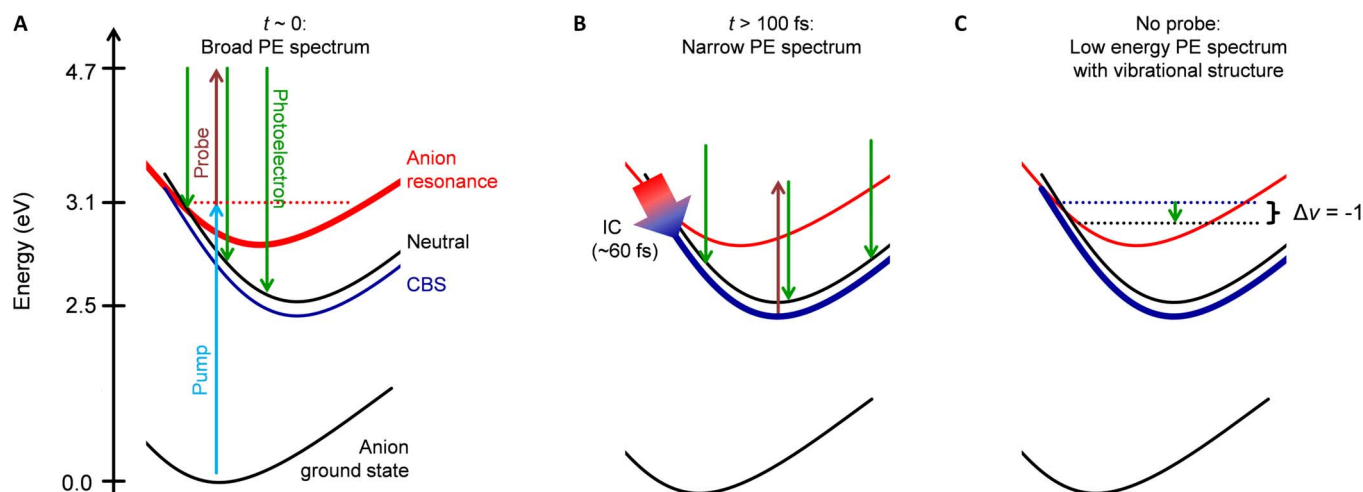 A
t ~ 0:
Broad PE spectrum
B
t > 100 fs:
Narrow PE spectrum
C
No probe:
Low energy PE spectrum
with vibrational structure
Energy (eV)
4.7
3.1
2.5
0.0
Probe
Photoelectron
Pump
Anion
resonance
Neutral
CBS
Anion
ground state
IC
(~60 fs)
Δv = -1